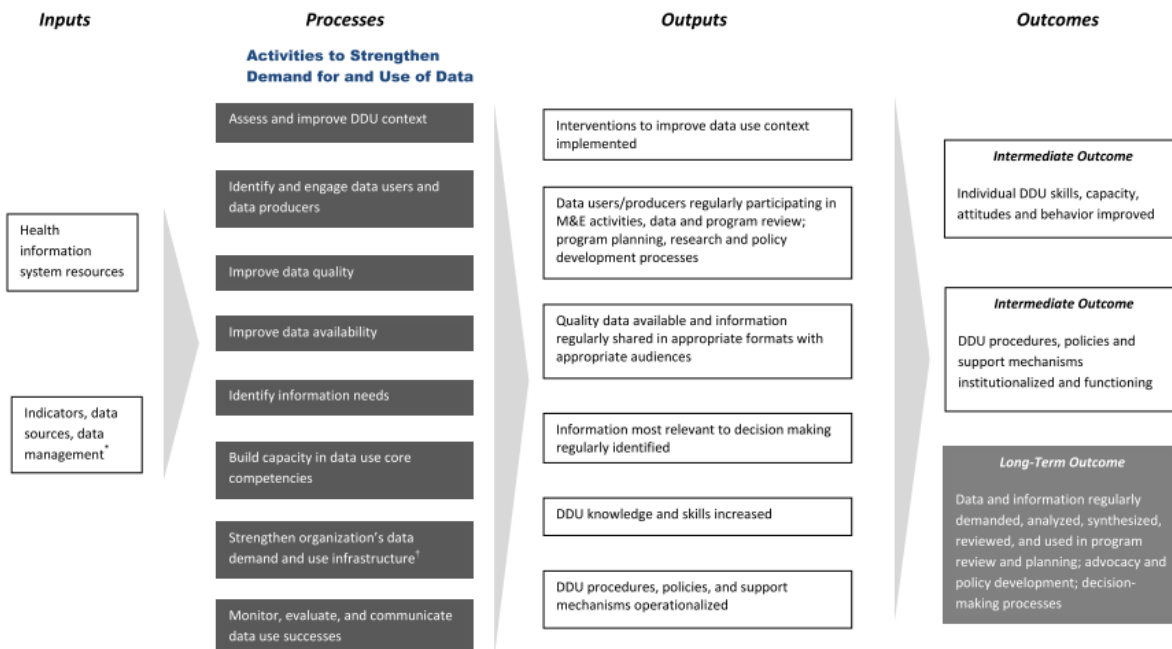 Inputs
Processes
Outputs
Outcomes
Activities to Strengthen
Demand for and Use of Data
Health
information
system resources
Indicators, data
sources, data
management*
Assess and improve DDU context
Identify and engage data users and
data producers
Improve data quality
Improve data availability
Identify information needs
Build capacity in data use core
competencies
Strengthen organization's data
demand and use infrastructure†
Monitor, evaluate, and communicate
data use successes
Interventions to improve data use context
implemented
Data users/producers regularly participating in
M&E activities, data and program review;
program planning, research and policy
development processes
Quality data available and information
regularly shared in appropriate formats with
appropriate audiences
Information most relevant to decision making
regularly identified
DDU knowledge and skills increased
DDU procedures, policies, and support
mechanisms operationalized
Intermediate Outcome
Individual DDU skills, capacity,
attitudes and behavior improved
Intermediate Outcome
DDU procedures, policies and
support mechanisms
institutionalized and functioning
Long-Term Outcome
Data and information regularly
demanded, analyzed, synthesized,
reviewed, and used in program
review and planning; advocacy and
policy development; decision-
making processes